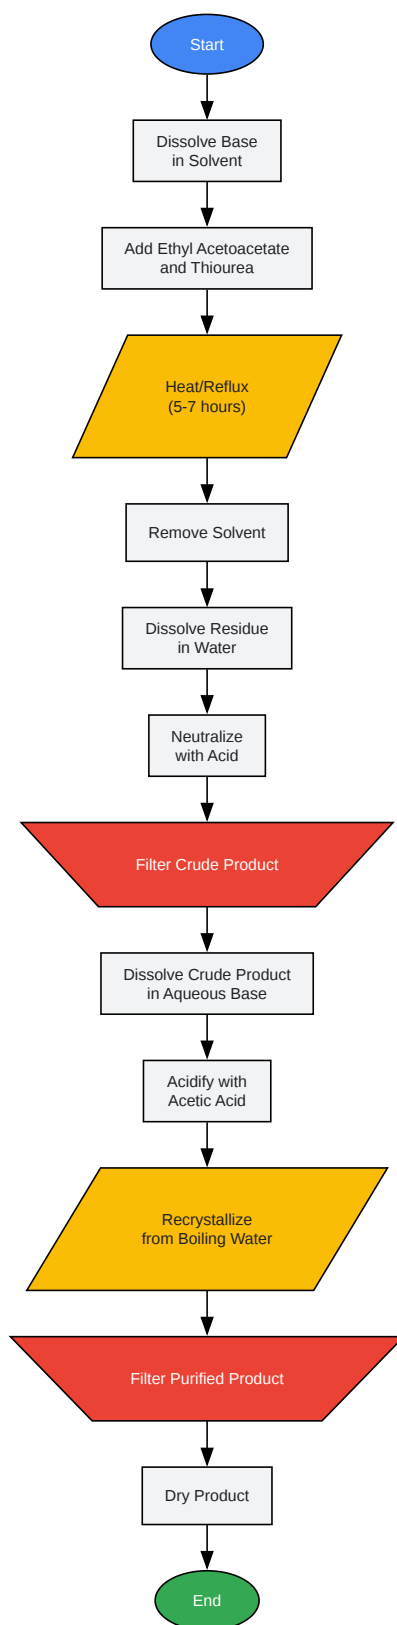 Start
Dissolve Base
in Solvent
Add Ethyl Acetoacetate
and Thiourea
Heat/Reflux
(5-7 hours)
Remove Solvent
Dissolve Residue
in Water
Neutralize
with Acid
Filter Crude Product
Dissolve Crude Product
in Aqueous Base
Acidify with
Acetic Acid
Recrystallize
from Boiling Water
Filter Purified Product
Dry Product
End